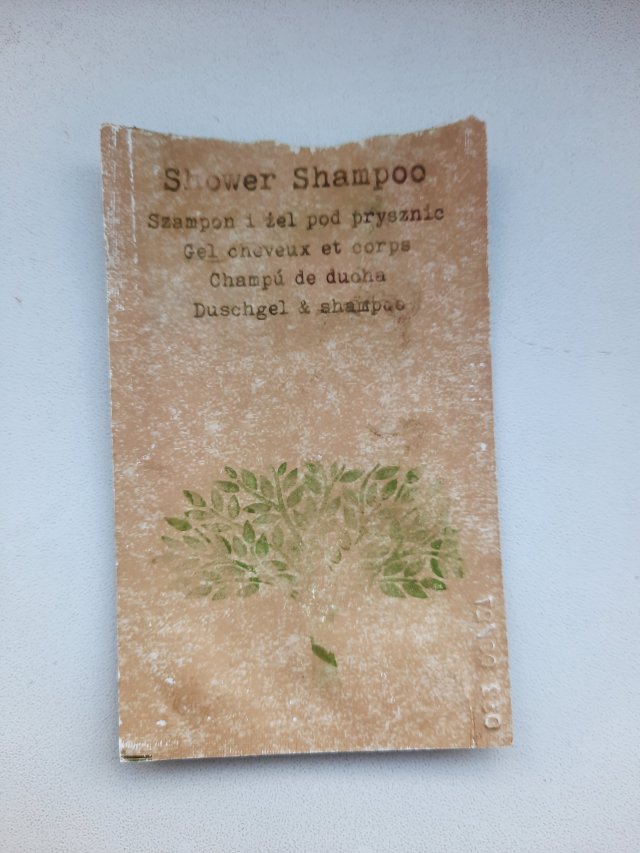 Shower Shampoo
Szampon i żel pod prysznic
Gel cheveux et corps
Champú de ducha
Duschgel & shampoo